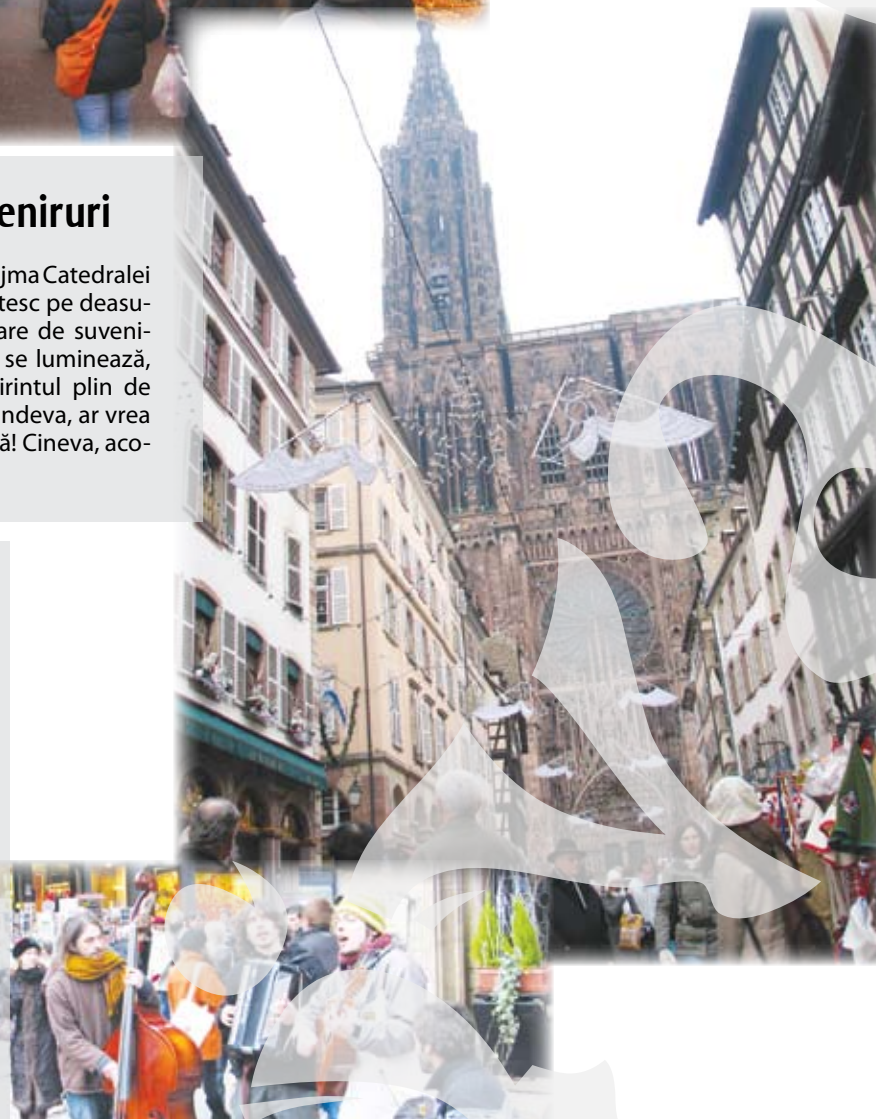 eniruri
jma Catedralei
tesc pe deasu-
are de suveni-
se luminează,
irintul plin de
ndeva, ar vrea
ă! Cineva, aco-